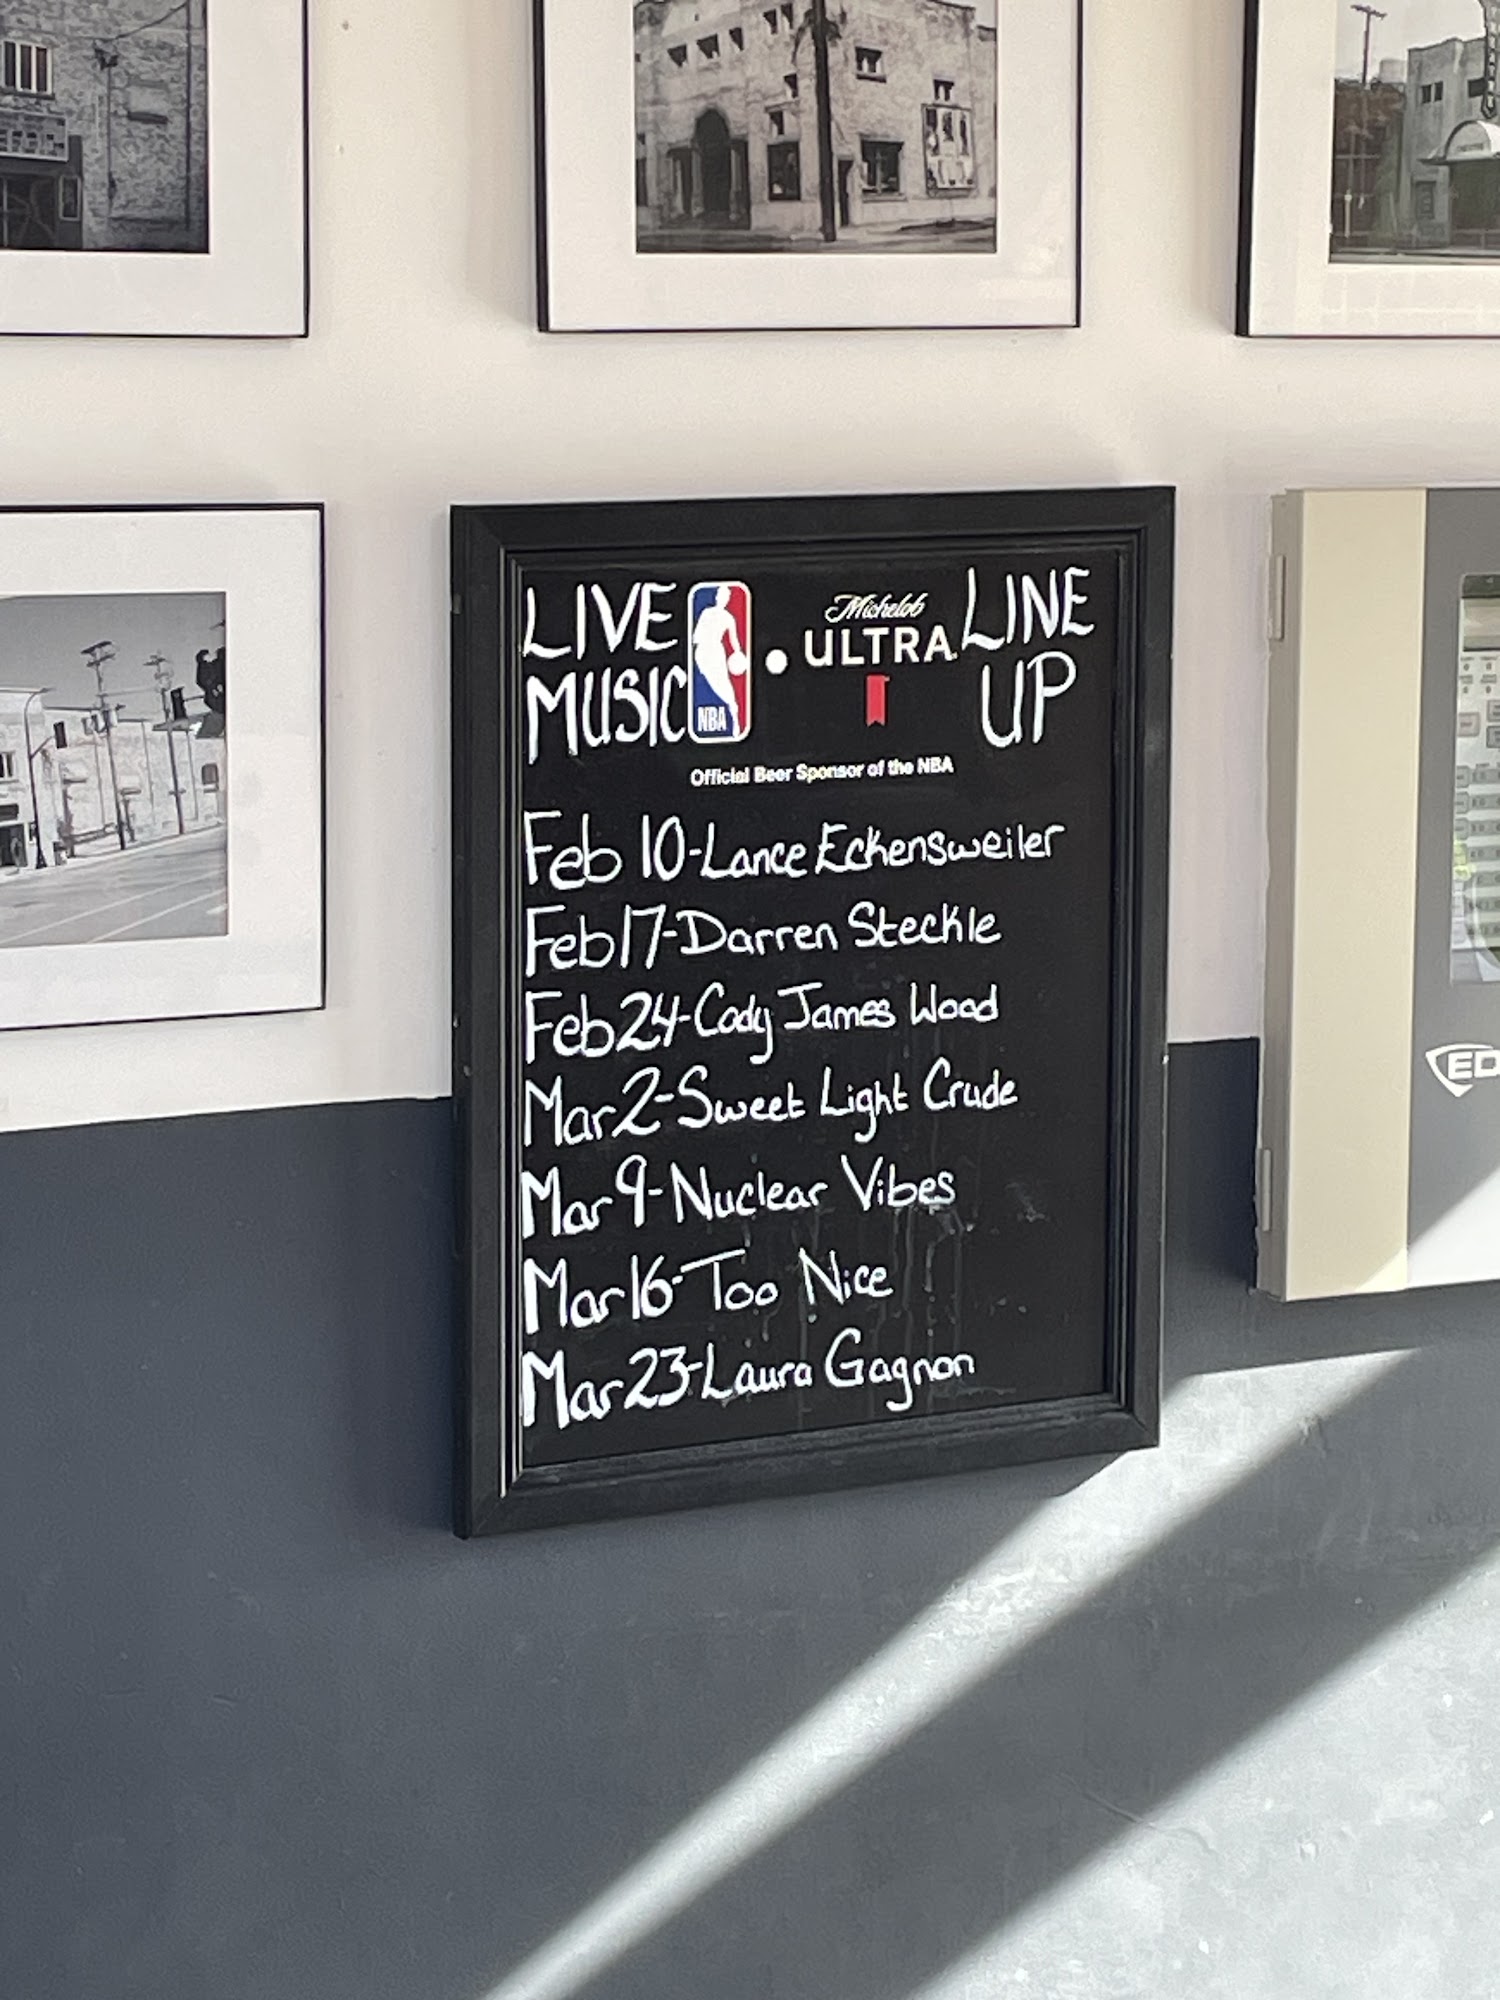 LIVE
MUSIC
NBA
Michelob
ULTRA
LINE
UP
Official Beer Sponsor of the NBA
Feb 10-Lance Eckensweiler
Feb 17-Darren Steckle
Feb 24-Cody James Wood
Mar 2-Sweet Light Crude
Mar 9-Nuclear Vibes
Mar 16-Too Nice
Mar 23-Laura Gagnon